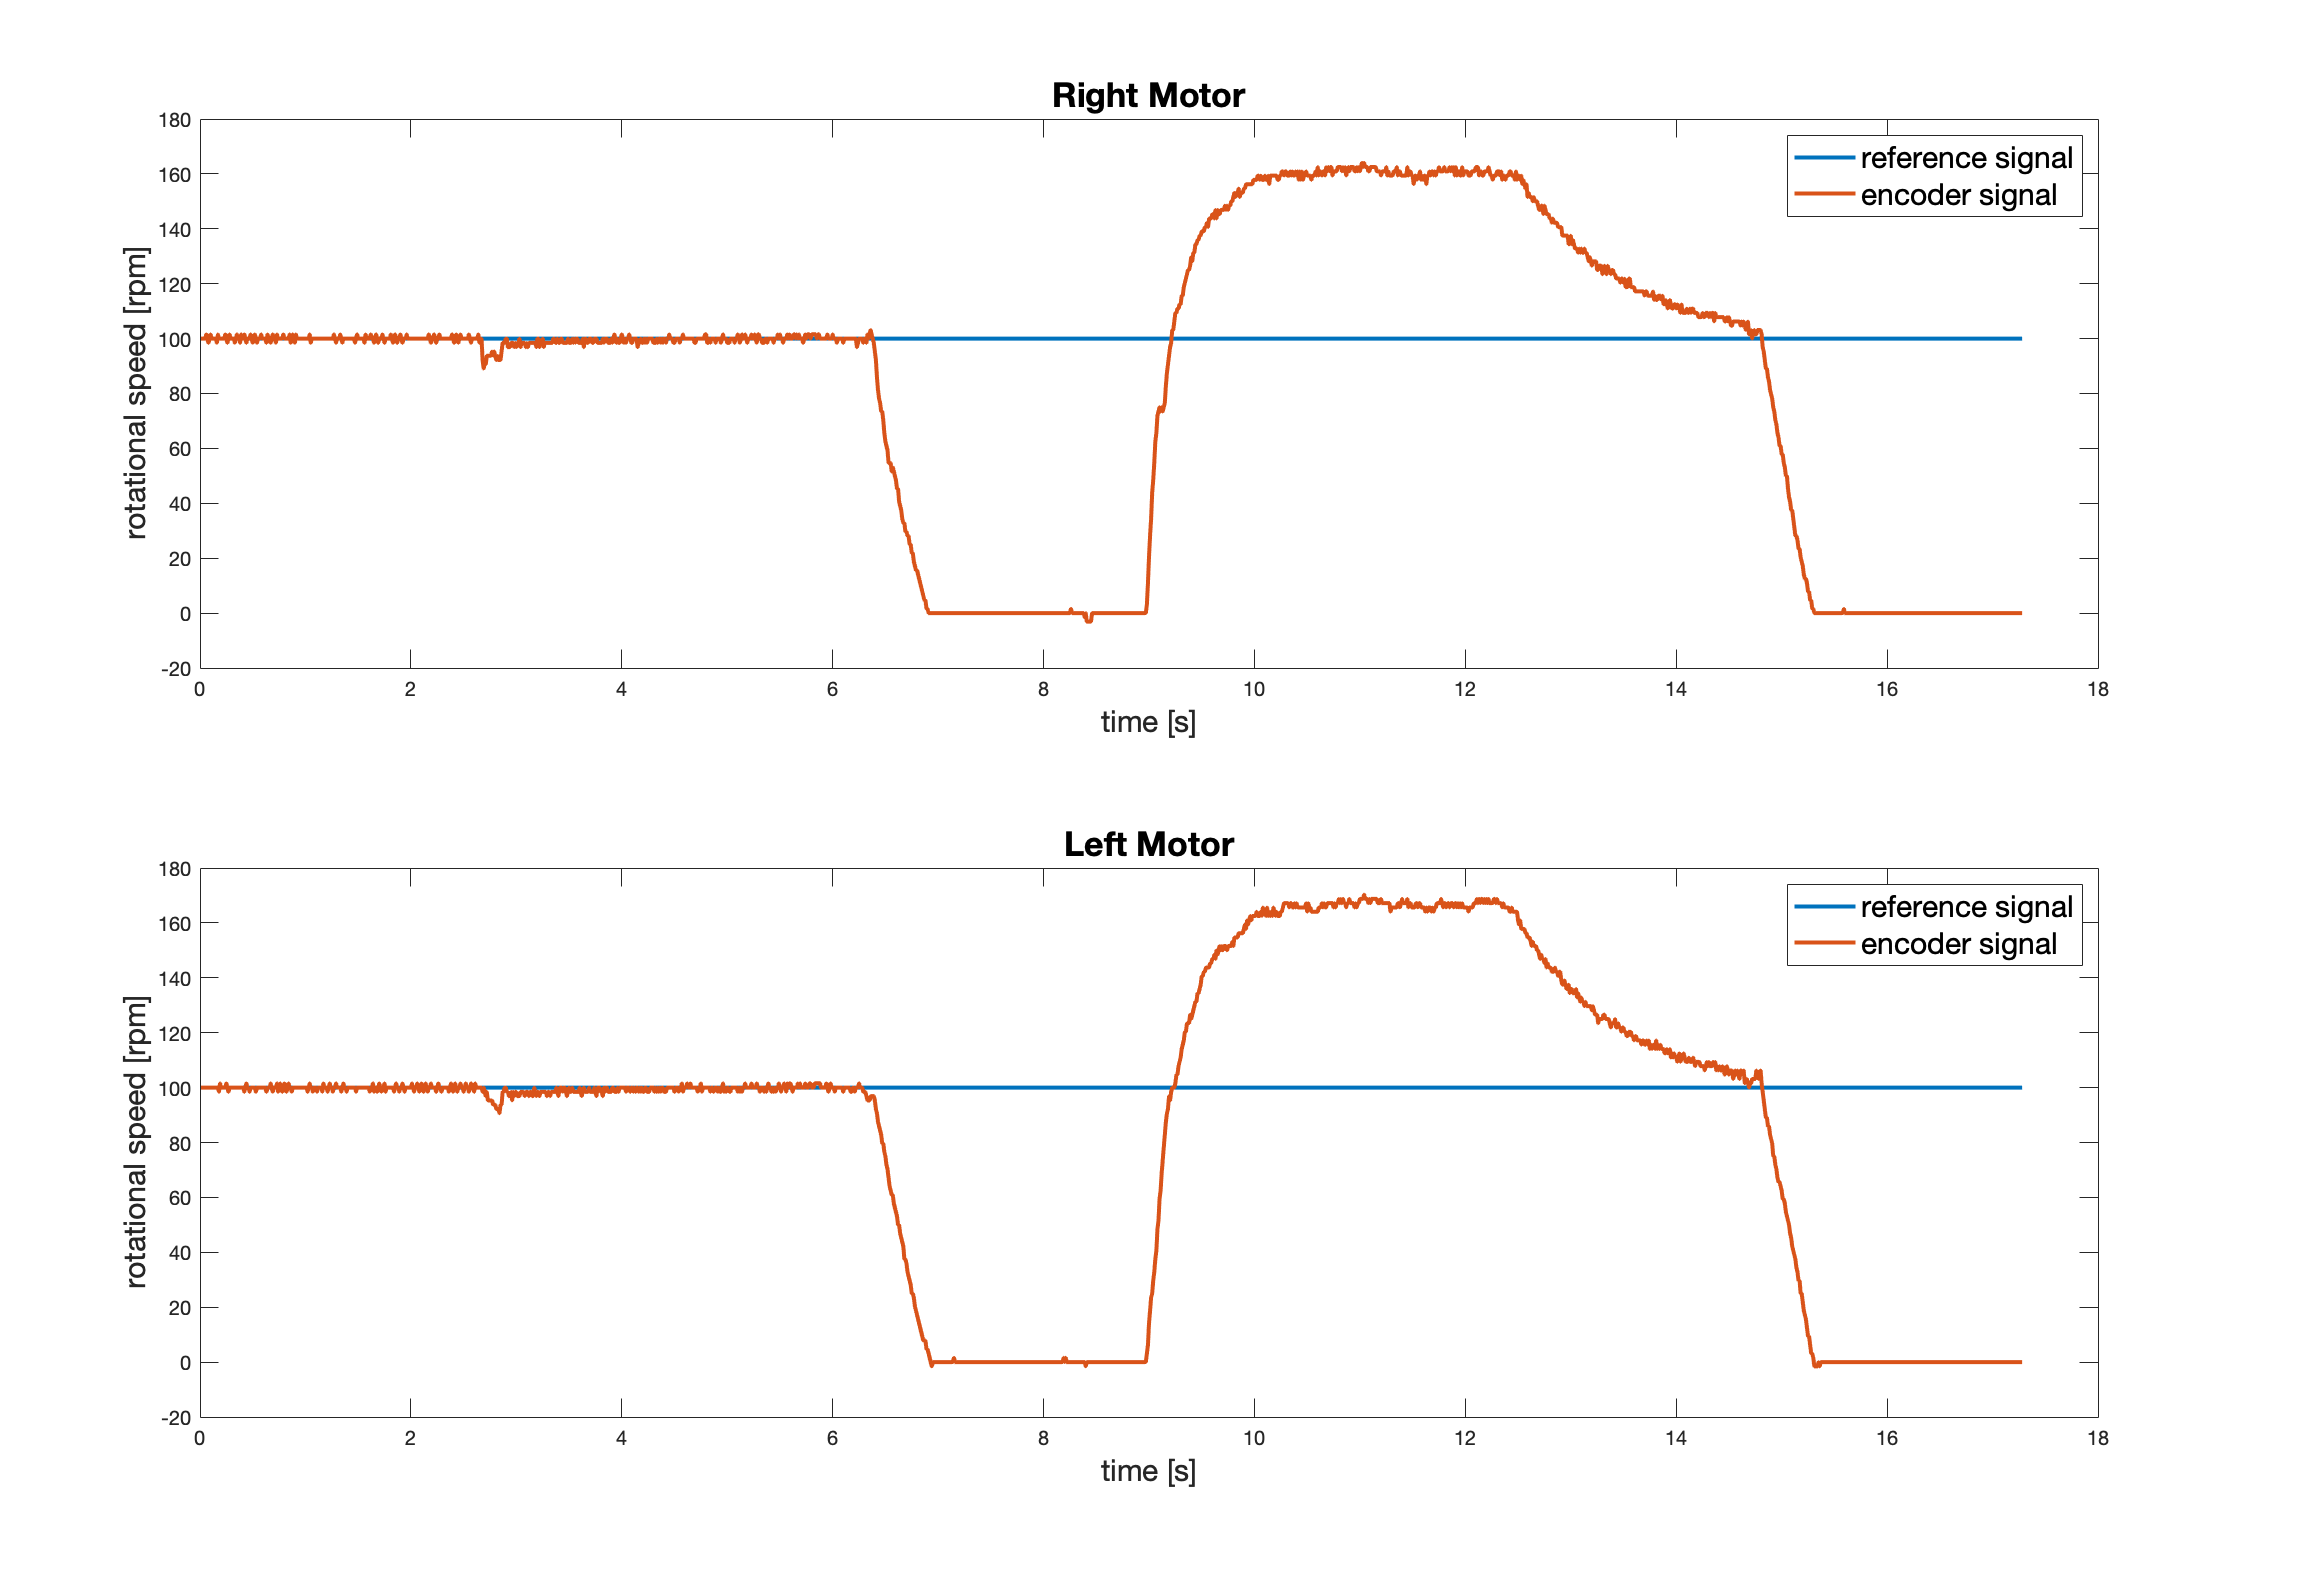 Right Motor
180
160
140
120
100
80
60
40
20
0
-20
rotational speed [rpm]
reference signal
encoder signal
0 2 4 6 8 10 12 14 16 18
time [s]
Left Motor
180
160
140
120
100
80
60
40
20
0
-20
rotational speed [rpm]
reference signal
encoder signal
0 2 4 6 8 10 12 14 16 18
time [s]